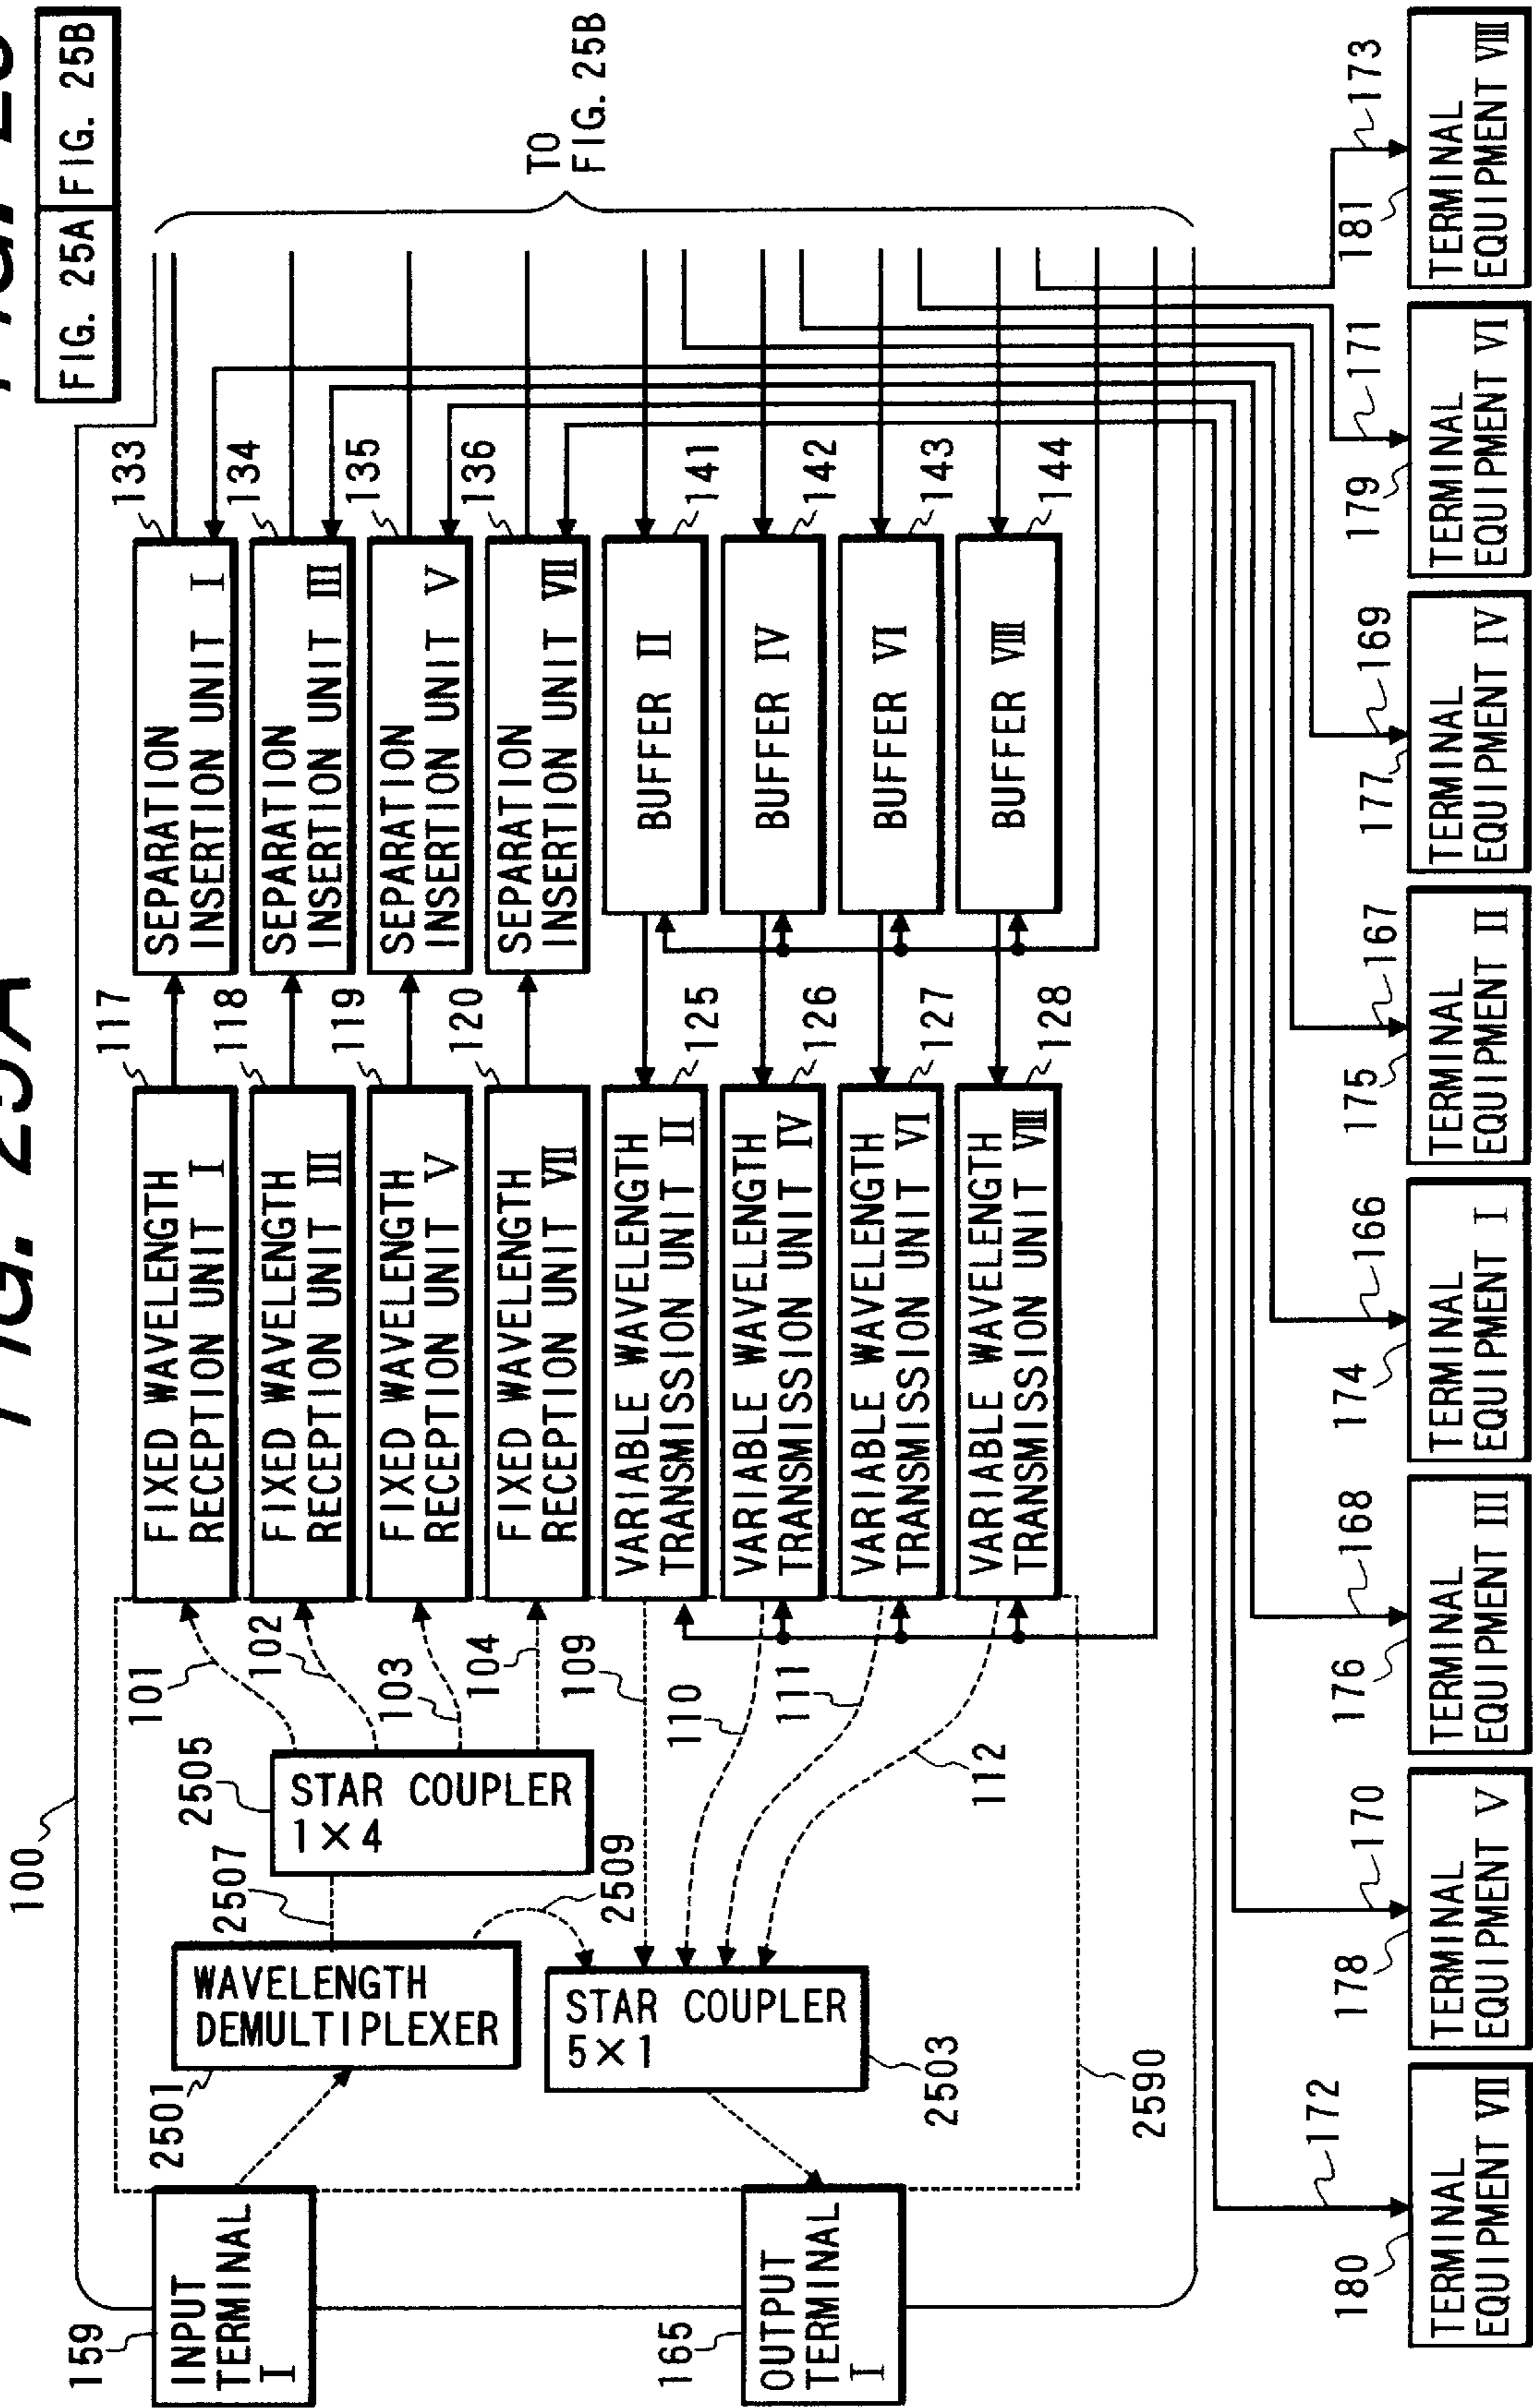 FIG. 25A
FIG. 25A FIG. 25B
100
159
INPUT
TERMINAL
I
165
OUTPUT
TERMINAL
I
2501
WAVELENGTH
DEMULTIPLEXER
2507
2505
STAR COUPLER
1×4
2509
STAR COUPLER
5×1
2503
2590
101
102
103
104
109
110
111
112
117
FIXED WAVELENGTH
RECEPTION UNIT I
118
FIXED WAVELENGTH
RECEPTION UNIT III
119
FIXED WAVELENGTH
RECEPTION UNIT V
120
FIXED WAVELENGTH
RECEPTION UNIT VII
125
VARIABLE WAVELENGTH
TRANSMISSION UNIT II
126
VARIABLE WAVELENGTH
TRANSMISSION UNIT IV
127
VARIABLE WAVELENGTH
TRANSMISSION UNIT VI
128
VARIABLE WAVELENGTH
TRANSMISSION UNIT VIII
133
SEPARATION
INSERTION UNIT I
134
SEPARATION
INSERTION UNIT III
135
SEPARATION
INSERTION UNIT V
136
SEPARATION
INSERTION UNIT VII
141
BUFFER II
142
BUFFER IV
143
BUFFER VI
144
BUFFER VIII
TO
FIG. 25B
180
172
TERMINAL
EQUIPMENT VII
178
170
TERMINAL
EQUIPMENT V
176
168
TERMINAL
EQUIPMENT III
174
166
TERMINAL
EQUIPMENT I
175
167
TERMINAL
EQUIPMENT II
177
169
TERMINAL
EQUIPMENT IV
179
171
TERMINAL
EQUIPMENT VI
181
173
TERMINAL
EQUIPMENT VIII